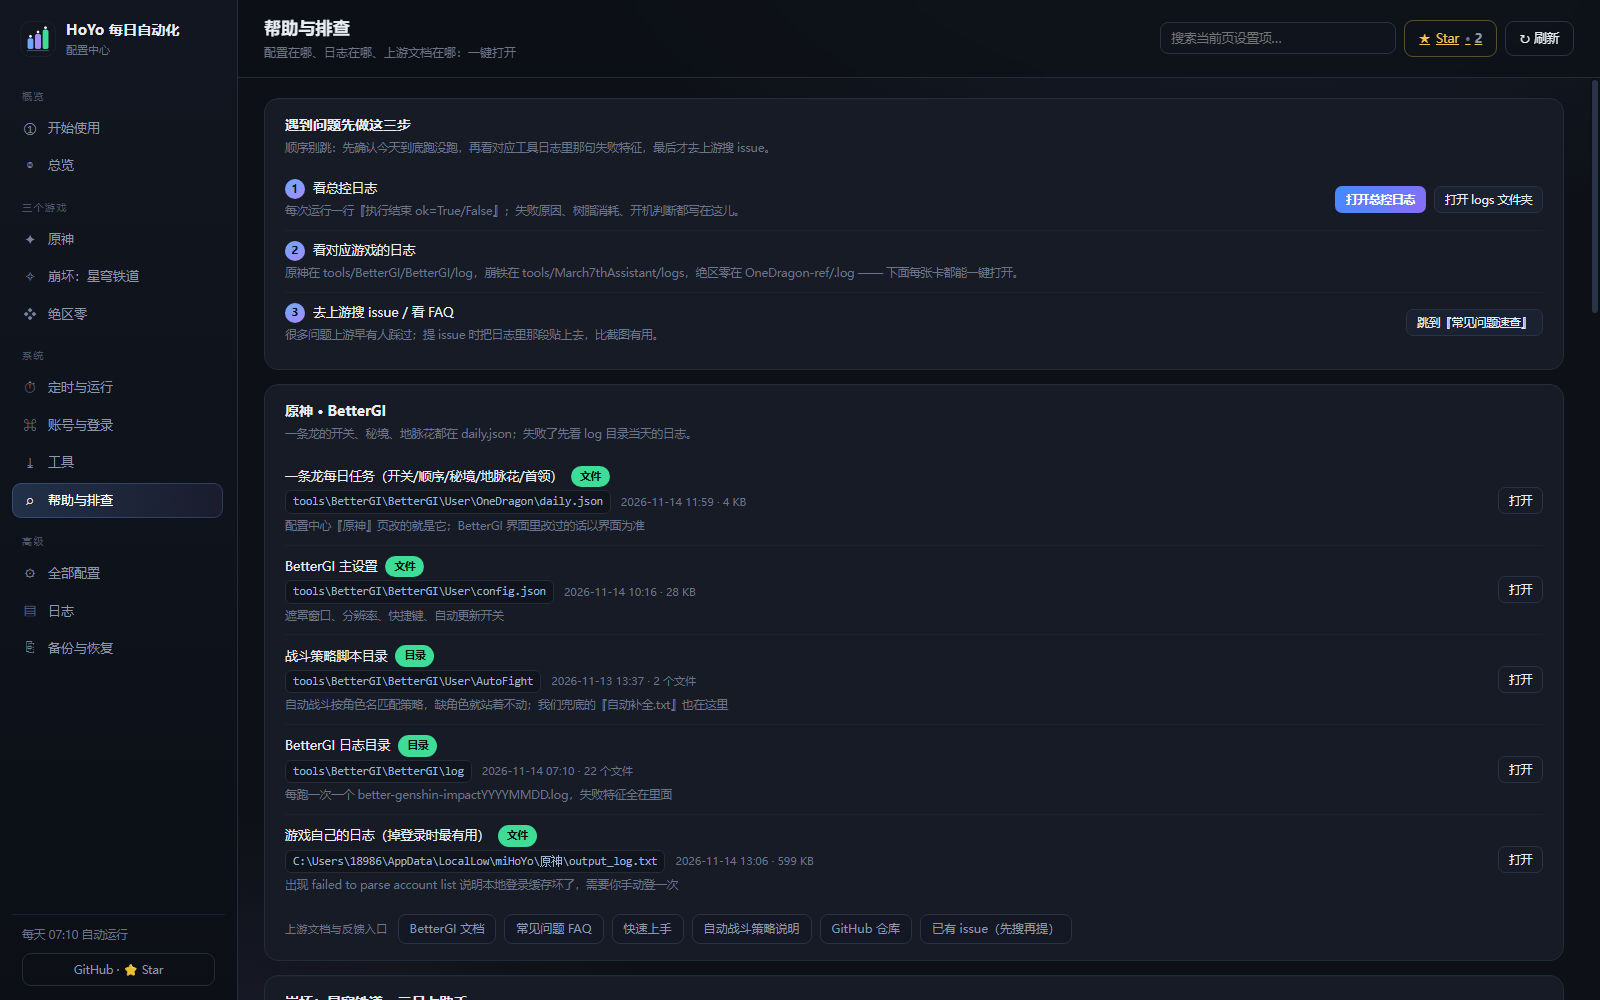 HoYo 每日自动化
配置中心
概览
① 开始使用
总览
三个游戏
原神
崩坏：星穹铁道
绝区零
系统
定时与运行
账号与登录
工具
帮助与排查
高级
全部配置
日志
备份与恢复
每天 07:10 自动运行
GitHub · ⭐ Star
帮助与排查
配置在哪、日志在哪、上游文档在哪：一键打开
搜索当前页设置项...
★ Star · 2
↻ 刷新
遇到问题先做这三步
顺序别跳：先确认今天到底跑没跑，再看对应工具日志里那句失败特征，最后才去上游搜 issue。
1 看总控日志
每次运行一行『执行结束 ok=True/False』；失败原因、树脂消耗、开机判断都写在这儿。
打开总控日志
打开 logs 文件夹
2 看对应游戏的日志
原神在 tools/BetterGI/BetterGI/log，崩铁在 tools/March7thAssistant/logs，绝区零在 OneDragon-ref/.log —— 下面每张卡都能一键打开。
3 去上游搜 issue / 看 FAQ
很多问题上游早有人踩过；提 issue 时把日志里那段贴上去，比截图有用。
跳到『常见问题速查』
原神 • BetterGI
一条龙的开关、秘境、地脉花都在 daily.json；失败了先看 log 目录当天的日志。
一条龙每日任务（开关/顺序/秘境/地脉花/首领） 文件
tools\BetterGI\BetterGI\User\OneDragon\daily.json 2026-11-14 11:59 · 4 KB
打开
配置中心『原神』页改的就是它；BetterGI 界面里改过的话以界面为准
BetterGI 主设置 文件
tools\BetterGI\BetterGI\User\config.json 2026-11-14 10:16 · 28 KB
打开
遮罩窗口、分辨率、快捷键、自动更新开关
战斗策略脚本目录 目录
tools\BetterGI\BetterGI\User\AutoFight 2026-11-13 13:37 · 2 个文件
打开
自动战斗按角色名匹配策略，缺角色就站着不动；我们兜底的『自动补全.txt』也在这里
BetterGI 日志目录 目录
tools\BetterGI\BetterGI\log 2026-11-14 07:10 · 22 个文件
打开
每跑一次一个 better-genshin-impactYYYYMMDD.log，失败特征全在里面
游戏自己的日志（掉登录时最有用） 文件
C:\Users\18986\AppData\LocalLow\miHoYo\原神\output_log.txt 2026-11-14 13:06 · 599 KB
打开
出现 failed to parse account list 说明本地登录缓存坏了，需要你手动登一次
上游文档与反馈入口 BetterGI 文档 常见问题 FAQ 快速上手 自动战斗策略说明 GitHub 仓库 已有 issue（先搜再提）
崩坏：星穹铁道 • 三月七助手